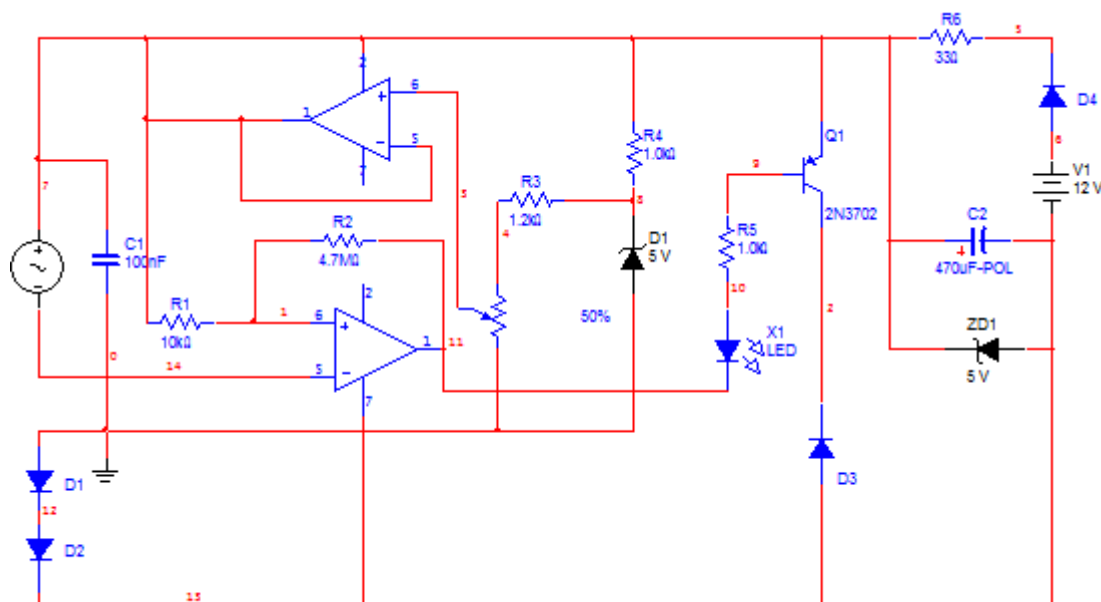 R6
33Ω
5
D4
6
V1
12 V
2
6
1
5
7
R4
1.0kΩ
Q1
9
2N3702
7
C1
100nF
R3
1.2kΩ
4
8
5
R2
4.7MΩ
D1
5 V
R5
1.0kΩ
C2
470uF-POL
R1
10kΩ
1
6
2
1
11
50%
10
2
X1
LED
ZD1
5 V
0
14
5
7
D1
12
D2
D3
15